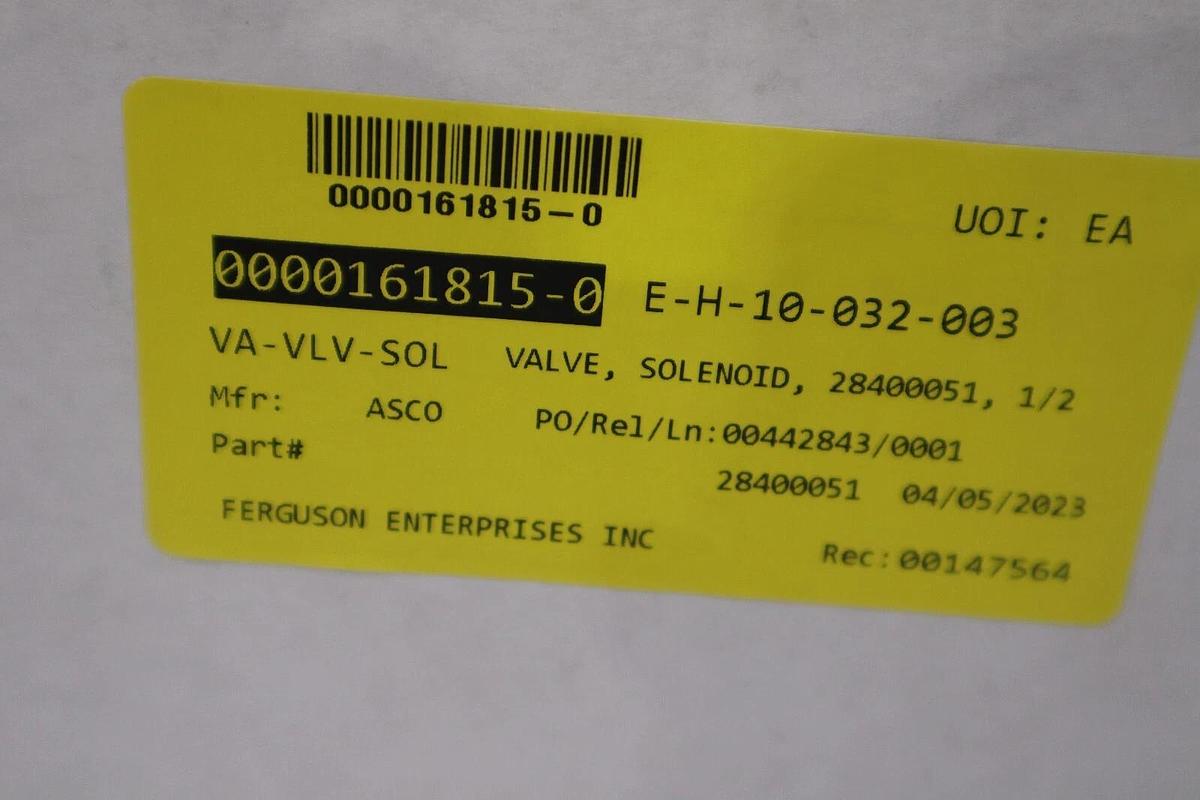 0000161815-0
UOI: EA
0000161815-0 E-H-10-032-003
VA-VLV-SOL VALVE, SOLENOID, 28400051, 1/2
Mfr: ASCO PO/Rel/Ln:00442843/0001
Part# 28400051 04/05/2023
FERGUSON ENTERPRISES INC Rec:00147564